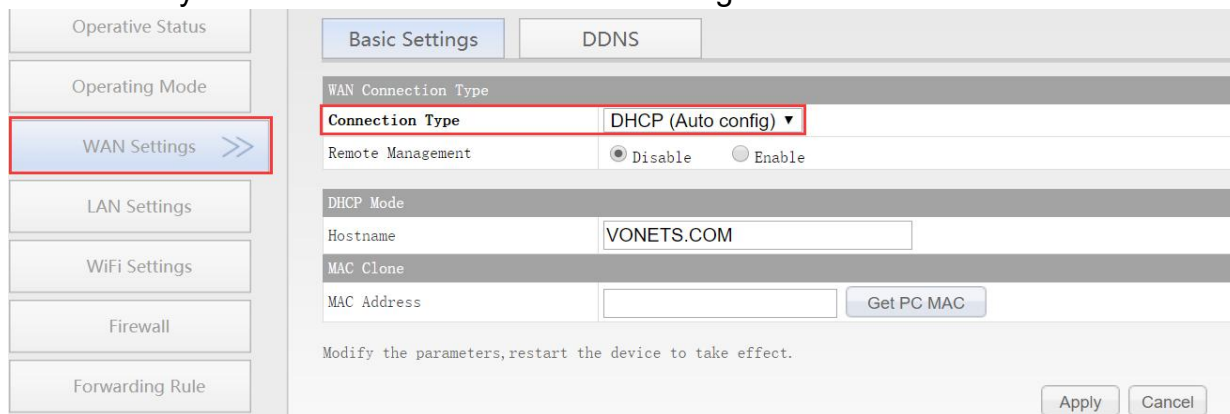 Operative Status
Operating Mode
WAN Settings
LAN Settings
WiFi Settings
Firewall
Forwarding Rule
Basic Settings DDNS
WAN Connection Type
Connection Type DHCP (Auto config)
Remote Management Disable Enable
DHCP Mode
Hostname VONETS.COM
MAC Clone
MAC Address Get PC MAC
Modify the parameters,restart the device to take effect.
Apply Cancel